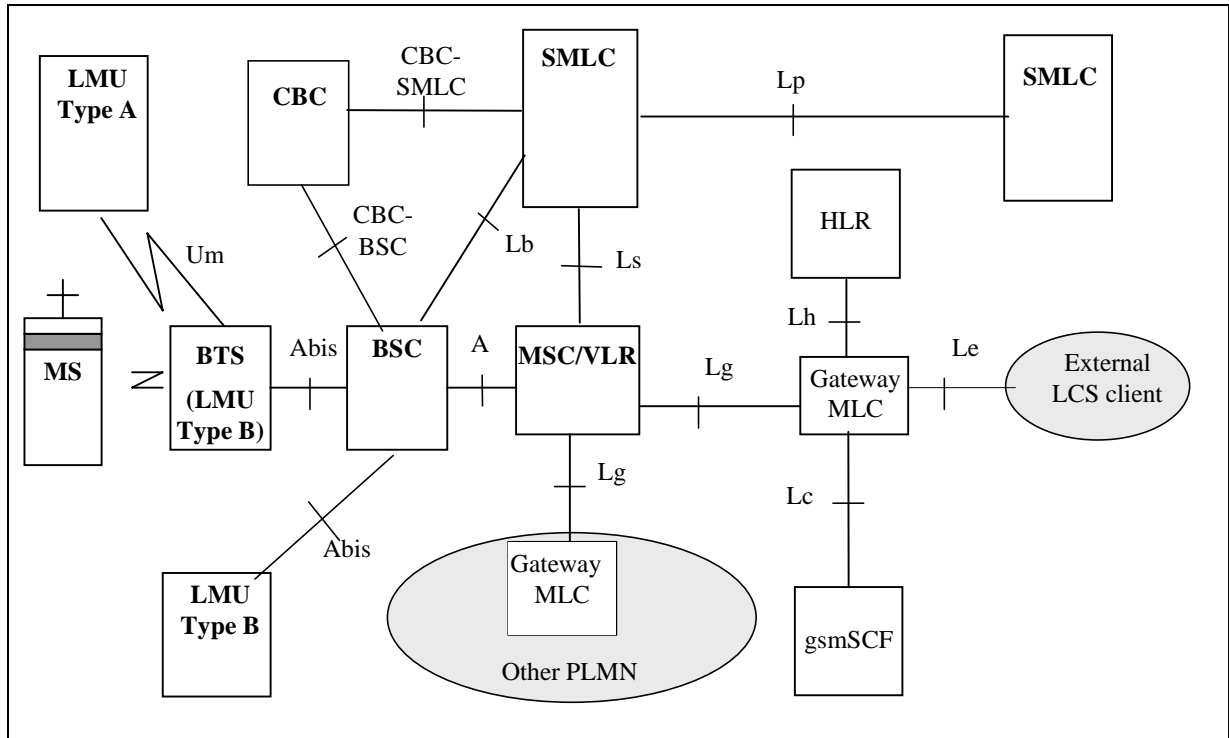 LMU
Type A
CBC
CBC-
SMLC
SMLC
Lp
SMLC
Um
CBC-
BSC
Lb
Ls
HLR
Lh
MS
BTS
(LMU
Type B)
Abis
BSC
A
MSC/VLR
Lg
Gateway
MLC
Le
External
LCS client
Lg
Lc
Abis
LMU
Type B
Gateway
MLC
Other PLMN
gsmSCF